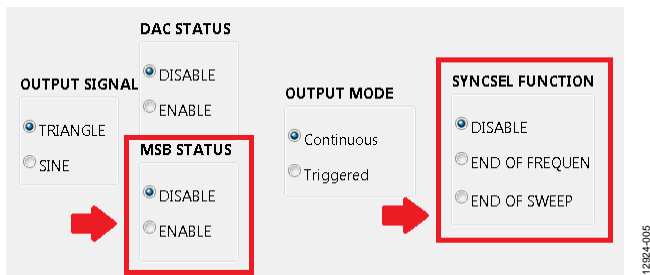 DAC STATUS
DISABLE
ENABLE
OUTPUT SIGNAL
TRIANGLE
SINE
MSB STATUS
DISABLE
ENABLE
OUTPUT MODE
Continuous
Triggered
SYNCSEL FUNCTION
DISABLE
END OF FREQUEN
END OF SWEEP
12924-005